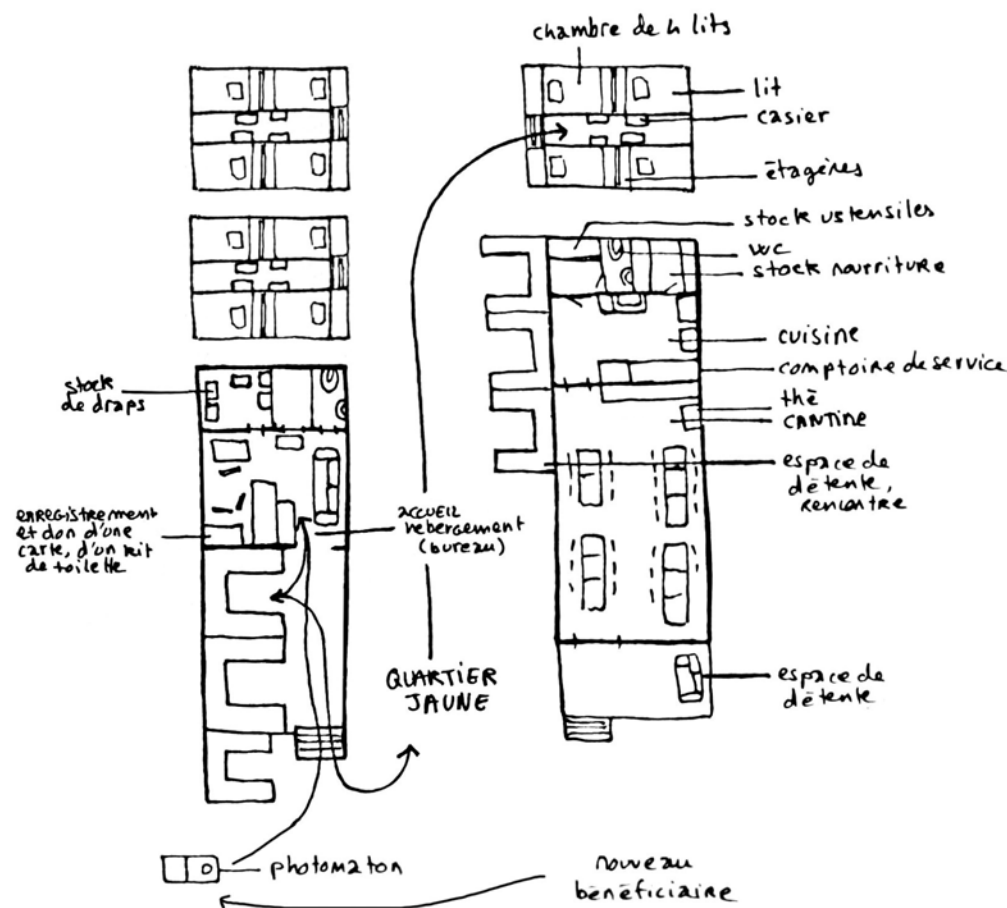 chambre de 4 lits
lit
casier
étagères
stock ustensiles
wc
stock nourriture
cuisine
comptoire de service
thé
CANTINE
espace de
détente,
rencontre
espace de
détente
stock
de draps
enregistrement
et don d'une
carte, d'un kit
de toilette
ACCUEIL
hebergement
(bureau)
QUARTIER
JAUNE
photomaton
nouveau
bénéficiaire